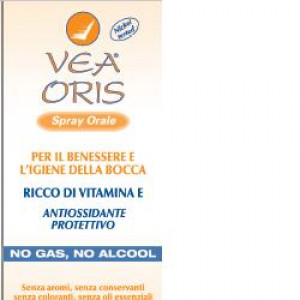 Nickel
tested!
VEA®
ORIS
Spray Orale
PER IL BENESSERE E
L'IGIENE DELLA BOCCA
RICCO DI VITAMINA E
ANTIOSSIDANTE
PROTETTIVO
NO GAS, NO ALCOOL
Senza aromi, senza conservanti
senza coloranti, senza oli essenziali